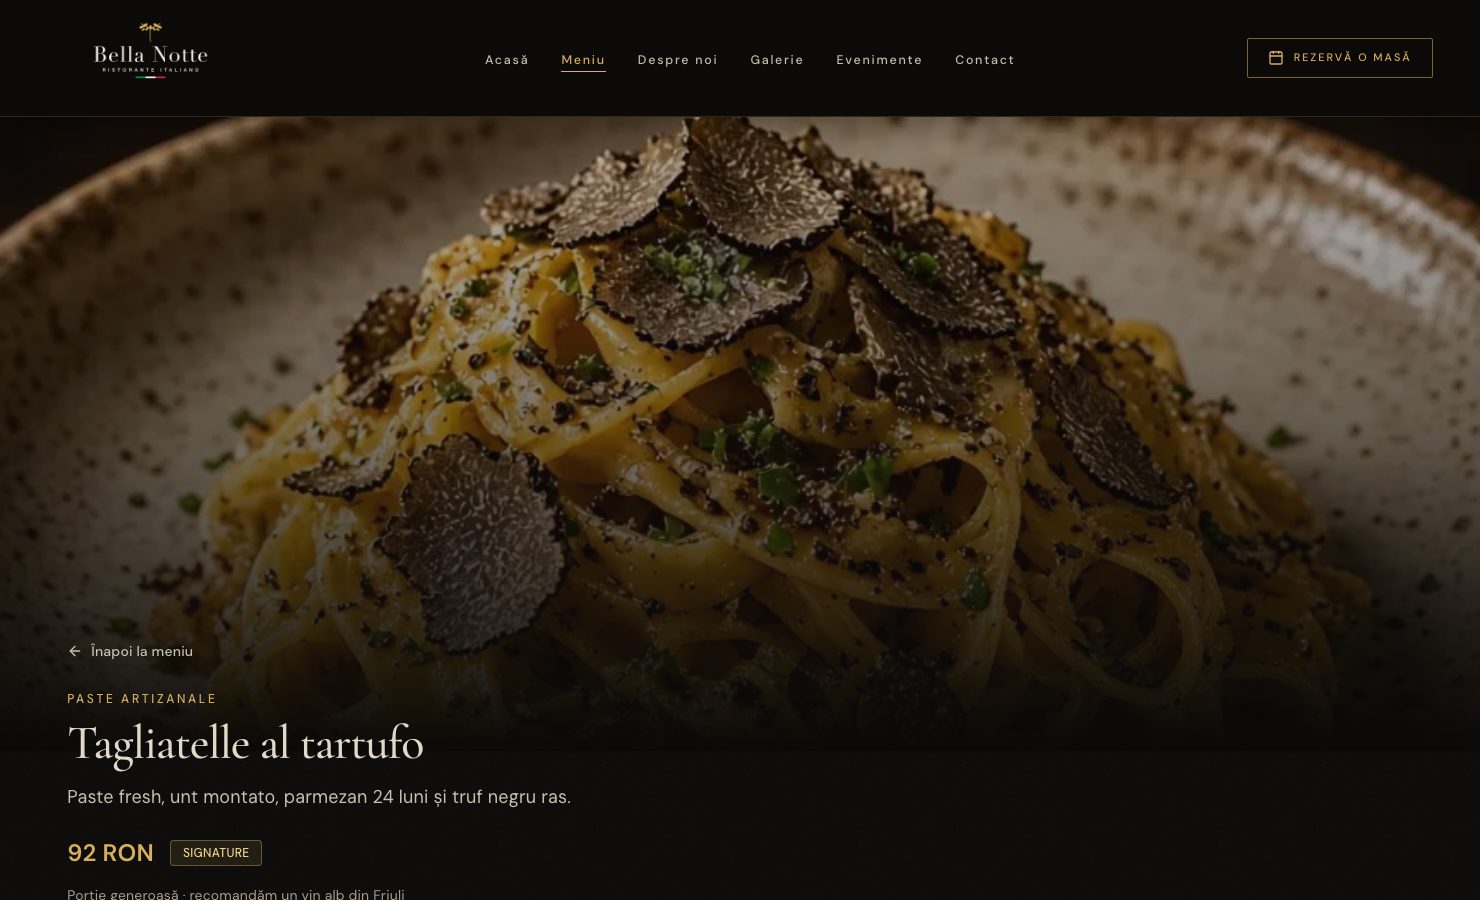 Bella Notte
RISTORANTE ITALIANO
Acasă
Meniu
Despre noi
Galerie
Evenimente
Contact
REZERVĂ O MASĂ
Înapoi la meniu
PASTE ARTIZANALE
Tagliatelle al tartufo
Paste fresh, unt montato, parmezan 24 luni și truf negru ras.
92 RON
SIGNATURE
Porție generoasă · recomandăm un vin alb din Friuli